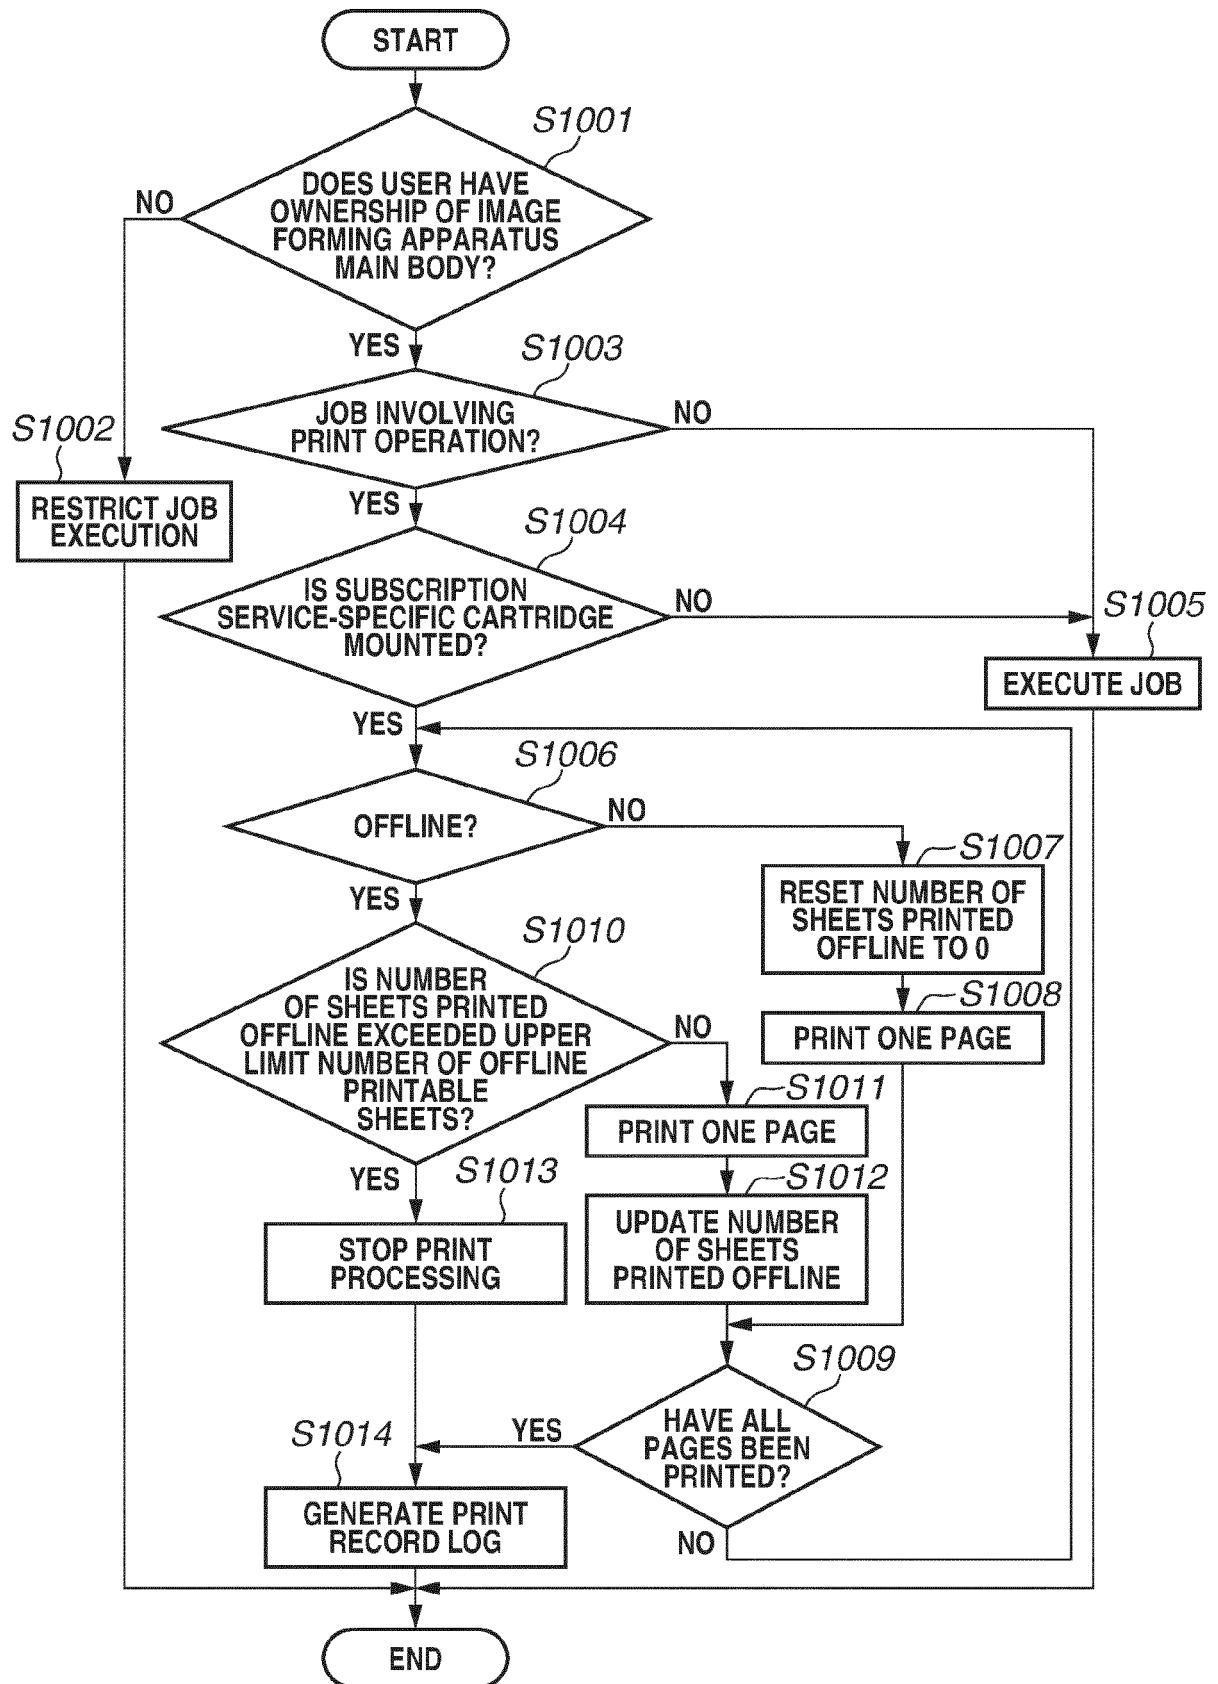 START
S1001
DOES USER HAVE
OWNERSHIP OF IMAGE
FORMING APPARATUS
MAIN BODY?
NO
YES
S1003
JOB INVOLVING
PRINT OPERATION?
NO
S1002
RESTRICT JOB
EXECUTION
YES
S1004
IS SUBSCRIPTION
SERVICE-SPECIFIC CARTRIDGE
MOUNTED?
NO
S1005
EXECUTE JOB
YES
S1006
OFFLINE?
NO
S1007
RESET NUMBER OF
SHEETS PRINTED
OFFLINE TO 0
YES
S1010
IS NUMBER
OF SHEETS PRINTED
OFFLINE EXCEEDED UPPER
LIMIT NUMBER OF OFFLINE
PRINTABLE
SHEETS?
NO
S1008
PRINT ONE PAGE
S1011
PRINT ONE PAGE
YES
S1013
STOP PRINT
PROCESSING
S1012
UPDATE NUMBER
OF SHEETS
PRINTED OFFLINE
S1009
HAVE ALL
PAGES BEEN
PRINTED?
YES
NO
S1014
GENERATE PRINT
RECORD LOG
END